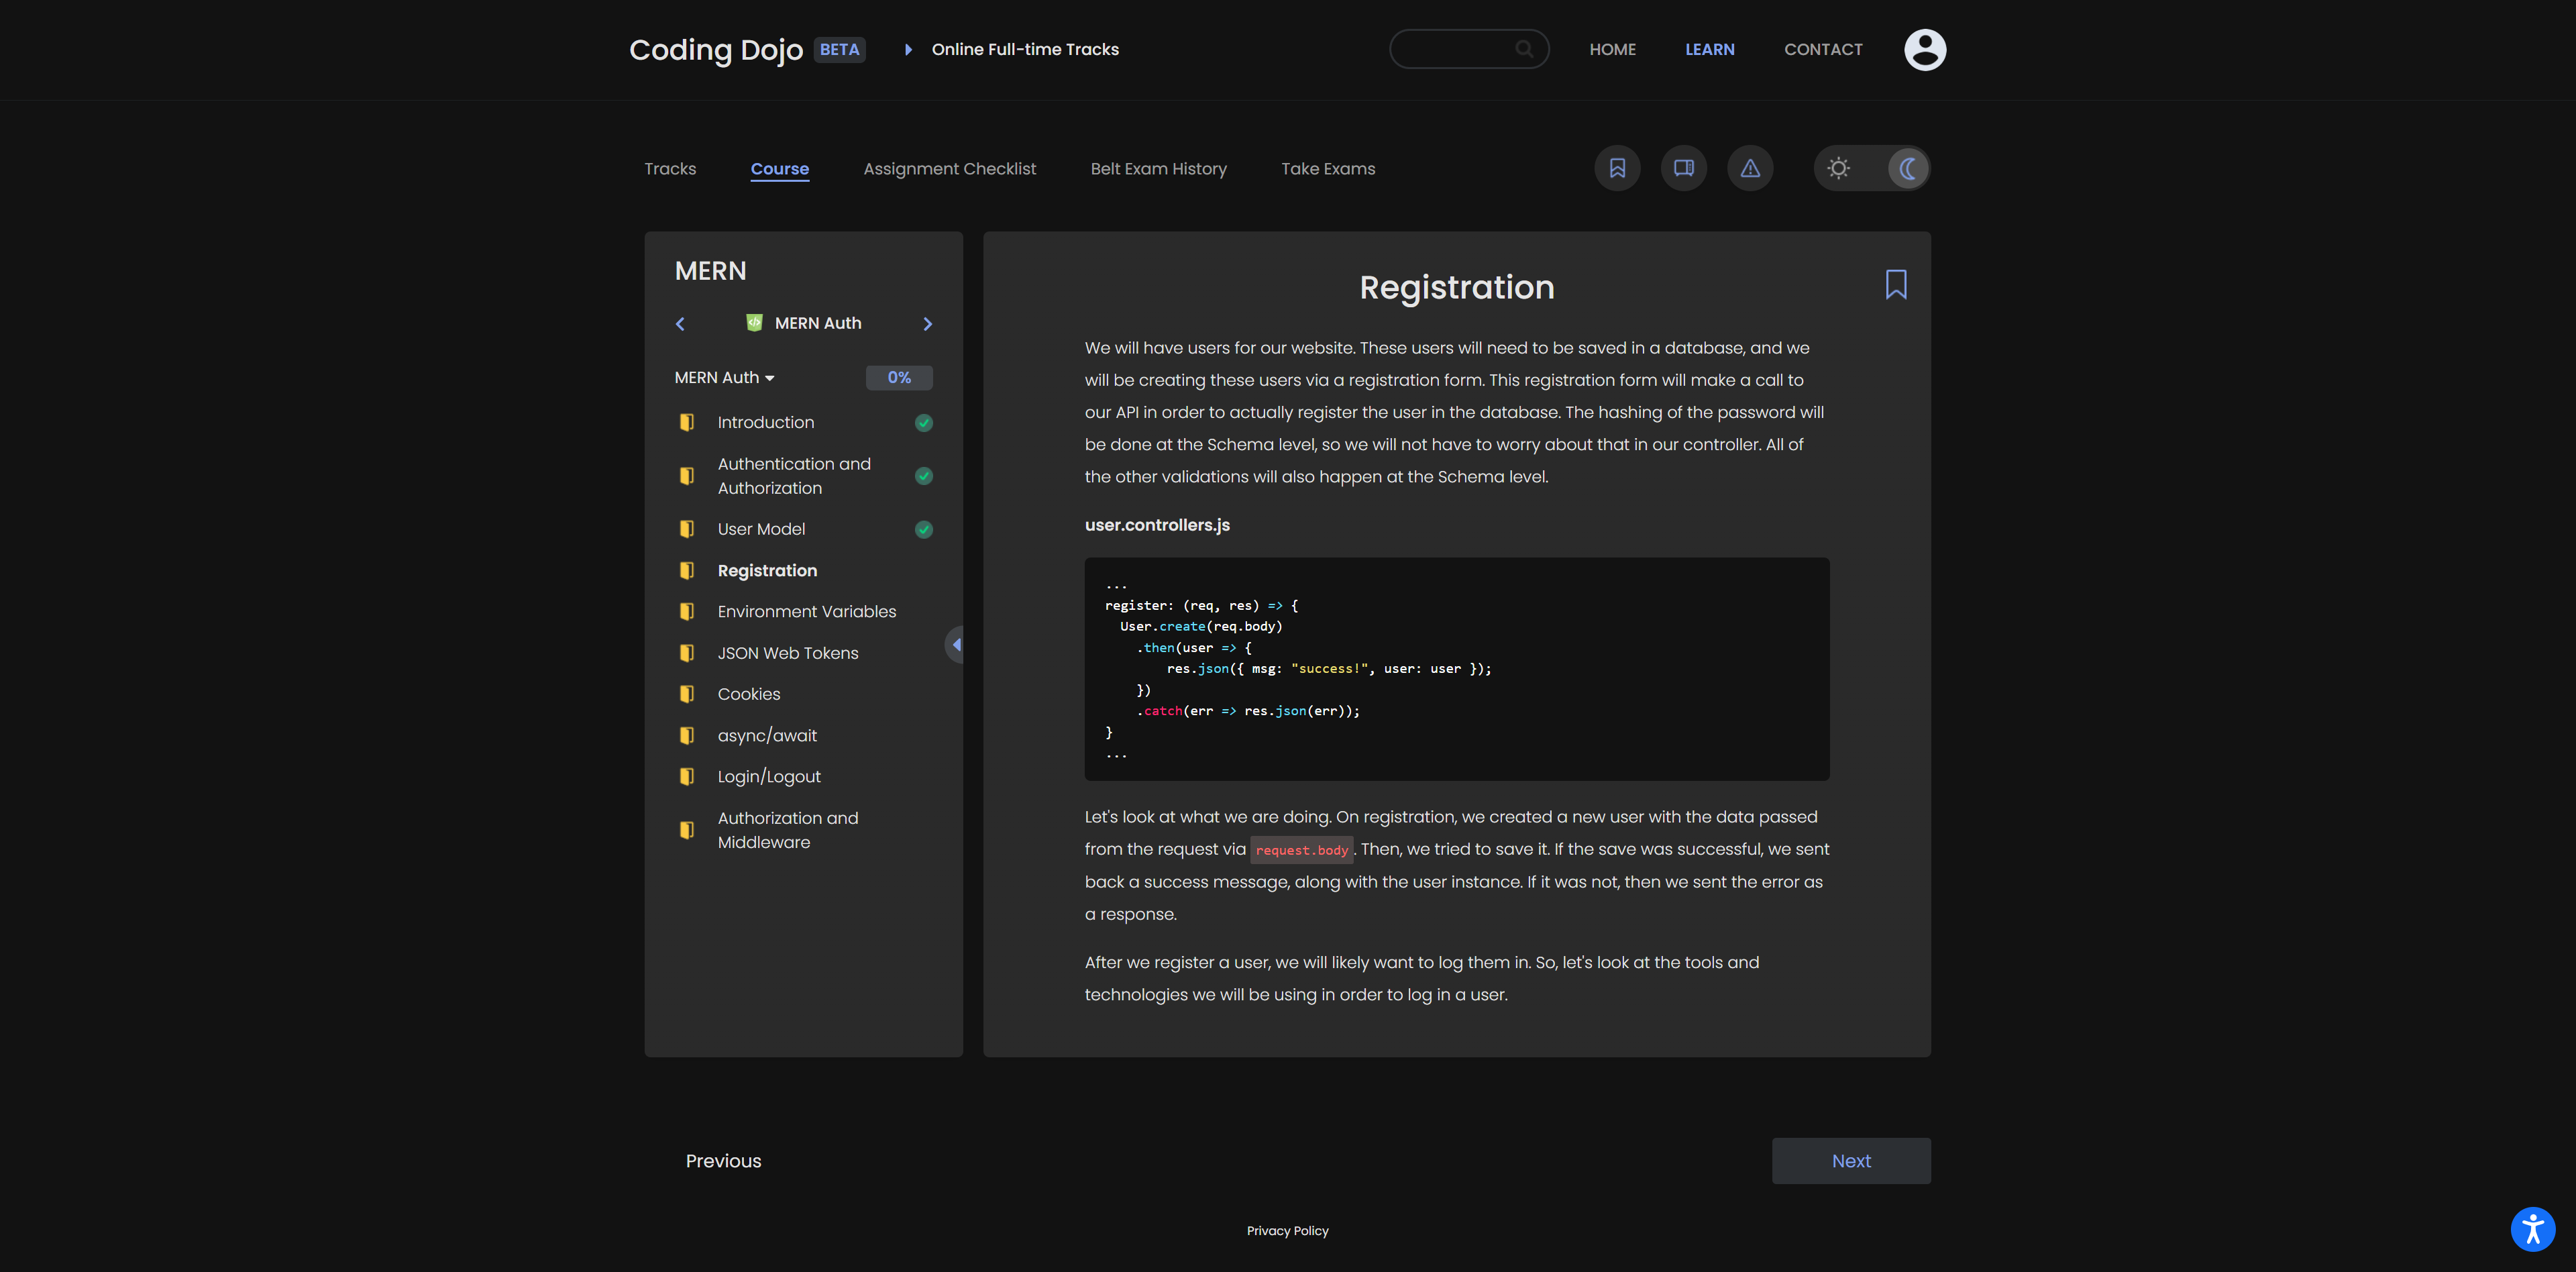 Coding Dojo BETA Online Full-time Tracks HOME LEARN CONTACT
Tracks Course Assignment Checklist Belt Exam History Take Exams
MERN
MERN Auth
MERN Auth 0%
Introduction
Authentication and
Authorization
User Model
Registration
Environment Variables
JSON Web Tokens
Cookies
async/await
Login/Logout
Authorization and
Middleware
Registration
We will have users for our website. These users will need to be saved in a database, and we
will be creating these users via a registration form. This registration form will make a call to
our API in order to actually register the user in the database. The hashing of the password will
be done at the Schema level, so we will not have to worry about that in our controller. All of
the other validations will also happen at the Schema level.
user.controllers.js
...
register: (req, res) => {
  User.create(req.body)
    .then(user => {
        res.json({ msg: "success!", user: user });
    })
    .catch(err => res.json(err));
}
...
Let's look at what we are doing. On registration, we created a new user with the data passed
from the request via request.body. Then, we tried to save it. If the save was successful, we sent
back a success message, along with the user instance. If it was not, then we sent the error as
a response.
After we register a user, we will likely want to log them in. So, let's look at the tools and
technologies we will be using in order to log in a user.
Previous
Next
Privacy Policy